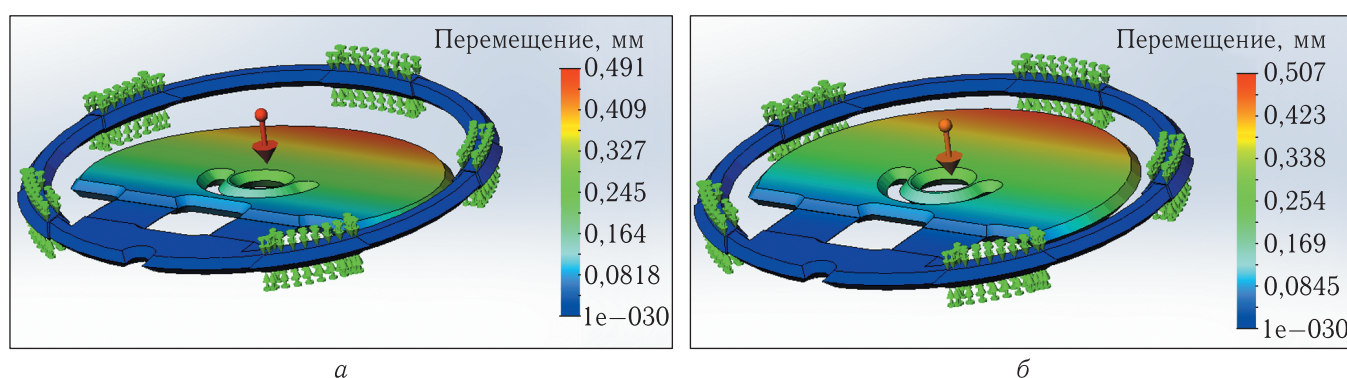 Перемещение, мм
0,491
0,409
0,327
0,245
0,164
0,0818
1e−030
а
Перемещение, мм
0,507
0,423
0,338
0,254
0,169
0,0845
1e−030
б